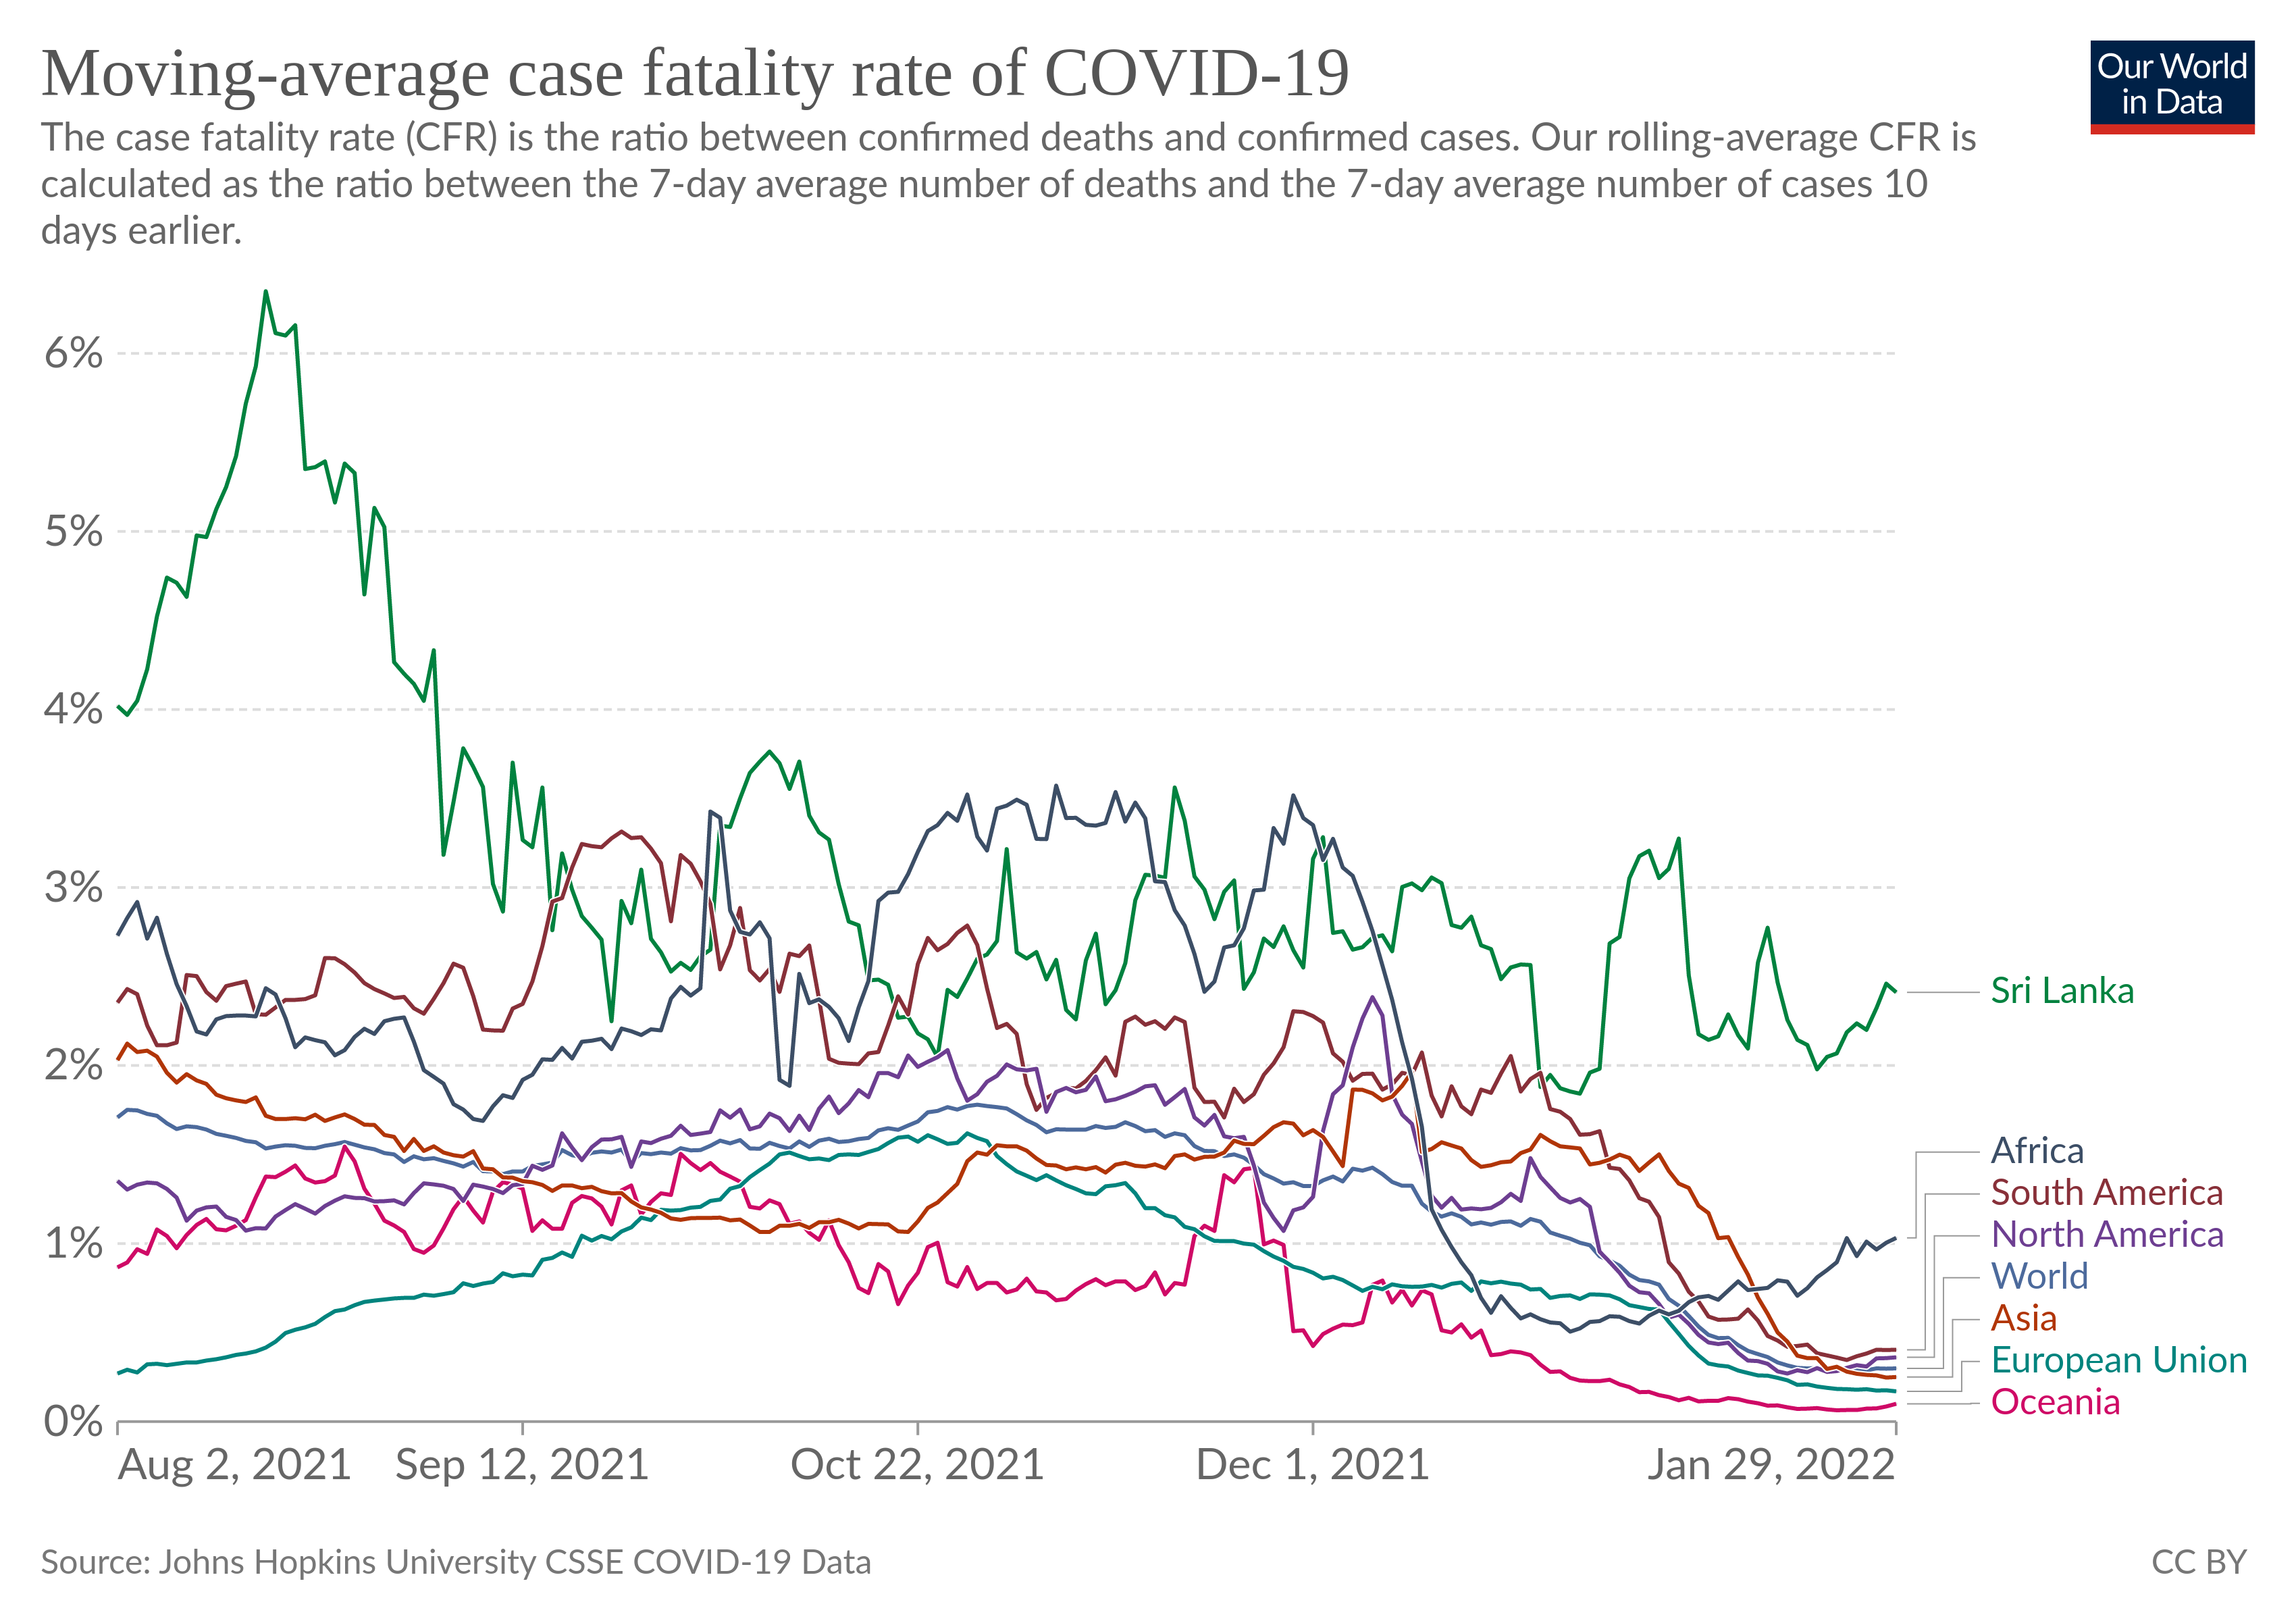 Moving-average case fatality rate of COVID-19
Our World
in Data
The case fatality rate (CFR) is the ratio between confirmed deaths and confirmed cases. Our rolling-average CFR is
calculated as the ratio between the 7-day average number of deaths and the 7-day average number of cases 10
days earlier.
6%
5%
4%
3%
2%
1%
0%
Sri Lanka
Africa
South America
North America
World
Asia
European Union
Oceania
Aug 2, 2021
Sep 12, 2021
Oct 22, 2021
Dec 1, 2021
Jan 29, 2022
Source: Johns Hopkins University CSSE COVID-19 Data
CC BY